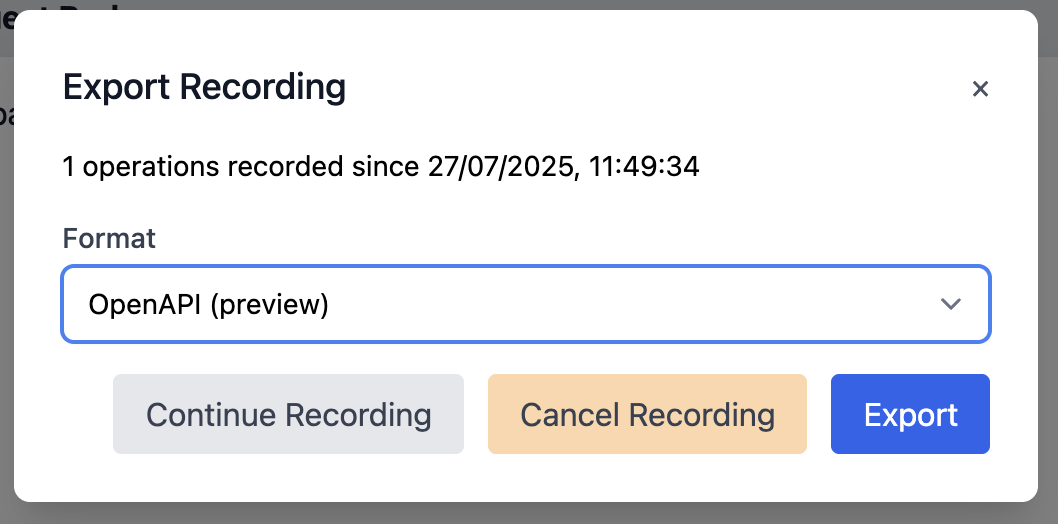 Export Recording
×
1 operations recorded since 27/07/2025, 11:49:34
Format
OpenAPI (preview)
Continue Recording
Cancel Recording
Export